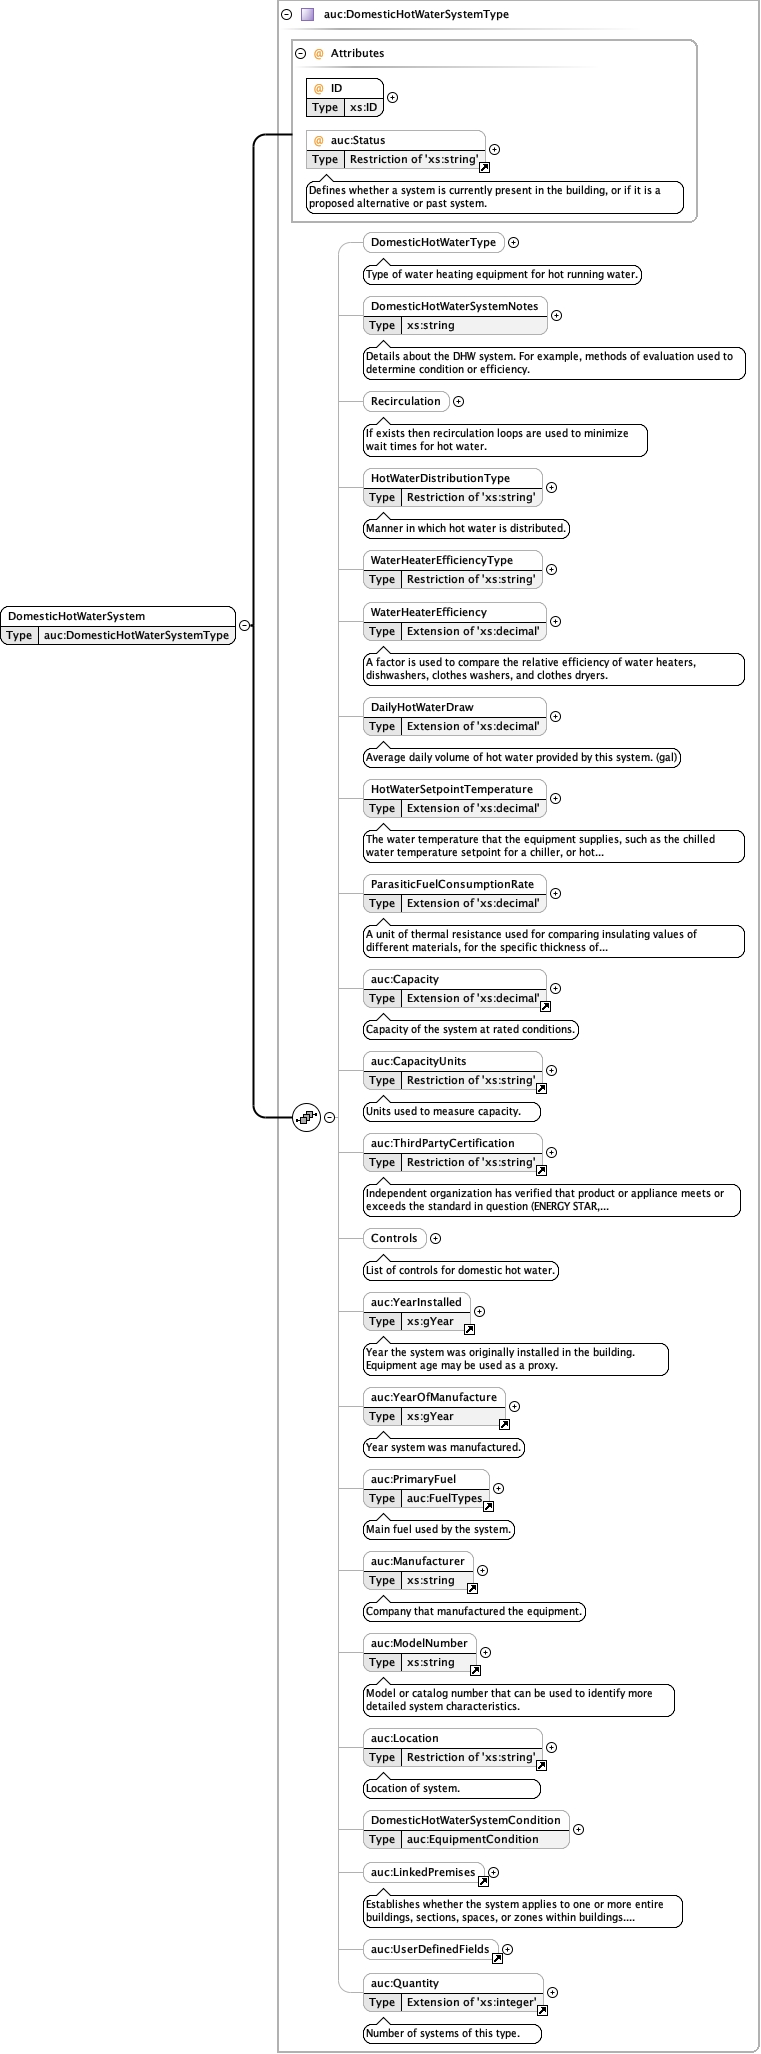 auc:DomesticHotWaterSystemType
@ Attributes
@ ID
Type xs:ID
@ auc:Status
Type Restriction of 'xs:string'
Defines whether a system is currently present in the building, or if it is a
proposed alternative or past system.
DomesticHotWaterType
Type of water heating equipment for hot running water.
DomesticHotWaterSystemNotes
Type xs:string
Details about the DHW system. For example, methods of evaluation used to
determine condition or efficiency.
Recirculation
If exists then recirculation loops are used to minimize
wait times for hot water.
HotWaterDistributionType
Type Restriction of 'xs:string'
Manner in which hot water is distributed.
WaterHeaterEfficiencyType
Type Restriction of 'xs:string'
DomesticHotWaterSystem
Type auc:DomesticHotWaterSystemType
WaterHeaterEfficiency
Type Extension of 'xs:decimal'
A factor is used to compare the relative efficiency of water heaters,
dishwashers, clothes washers, and clothes dryers.
DailyHotWaterDraw
Type Extension of 'xs:decimal'
Average daily volume of hot water provided by this system. (gal)
HotWaterSetpointTemperature
Type Extension of 'xs:decimal'
The water temperature that the equipment supplies, such as the chilled
water temperature setpoint for a chiller, or hot...
ParasiticFuelConsumptionRate
Type Extension of 'xs:decimal'
A unit of thermal resistance used for comparing insulating values of
different materials, for the specific thickness of...
auc:Capacity
Type Extension of 'xs:decimal'
Capacity of the system at rated conditions.
auc:CapacityUnits
Type Restriction of 'xs:string'
Units used to measure capacity.
auc:ThirdPartyCertification
Type Restriction of 'xs:string'
Independent organization has verified that product or appliance meets or
exceeds the standard in question (ENERGY STAR,...
Controls
List of controls for domestic hot water.
auc:YearInstalled
Type xs:gYear
Year the system was originally installed in the building.
Equipment age may be used as a proxy.
auc:YearOfManufacture
Type xs:gYear
Year system was manufactured.
auc:PrimaryFuel
Type auc:FuelTypes
Main fuel used by the system.
auc:Manufacturer
Type xs:string
Company that manufactured the equipment.
auc:ModelNumber
Type xs:string
Model or catalog number that can be used to identify more
detailed system characteristics.
auc:Location
Type Restriction of 'xs:string'
Location of system.
DomesticHotWaterSystemCondition
Type auc:EquipmentCondition
auc:LinkedPremises
Establishes whether the system applies to one or more entire
buildings, sections, spaces, or zones within buildings....
auc:UserDefinedFields
auc:Quantity
Type Extension of 'xs:integer'
Number of systems of this type.